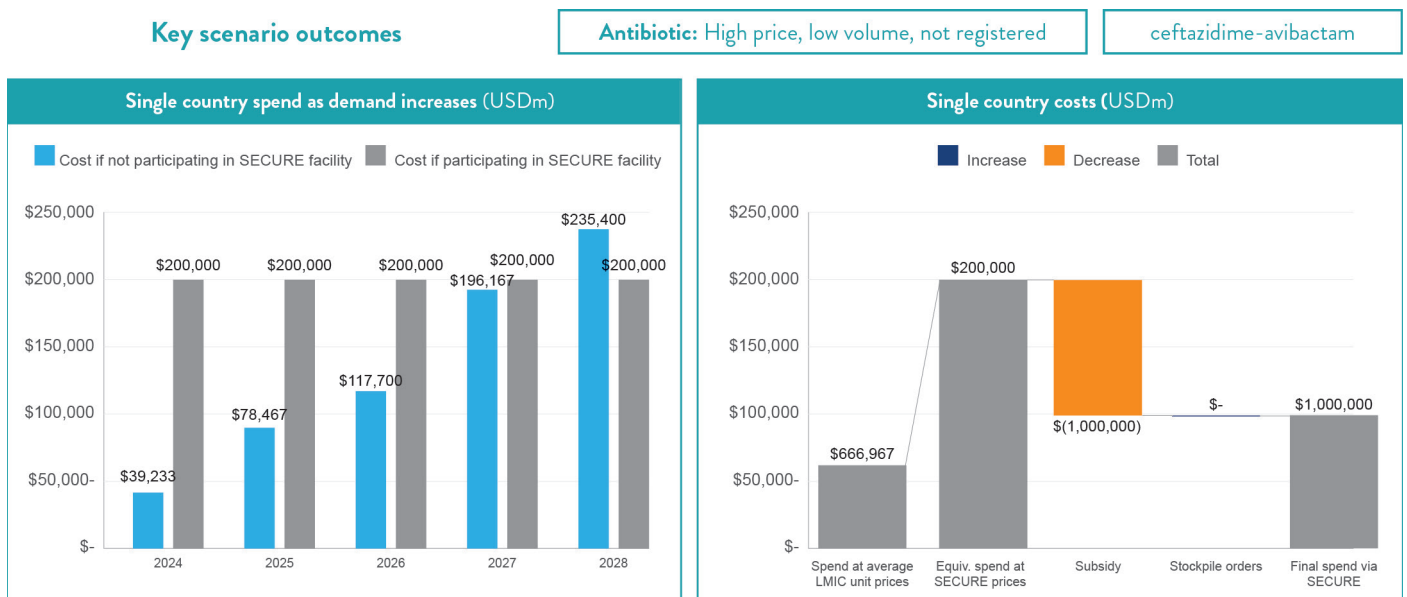 Key scenario outcomes
Antibiotic: High price, low volume, not registered
ceftazidime-avibactam
Single country spend as demand increases (USDm)
Cost if not participating in SECURE facility
Cost if participating in SECURE facility
$250,000
$200,000
$150,000
$100,000
$50,000-
$-
$39,233
$200,000
$78,467
$200,000
$117,700
$200,000
$196,167
$200,000
$235,400
$200,000
2024
2025
2026
2027
2028
Single country costs (USDm)
Increase
Decrease
Total
$250,000
$200,000
$150,000
$100,000
$50,000-
$-
$666,967
$200,000
$(1,000,000)
$-
$1,000,000
Spend at average
LMIC unit prices
Equiv. spend at
SECURE prices
Subsidy
Stockpile orders
Final spend via
SECURE